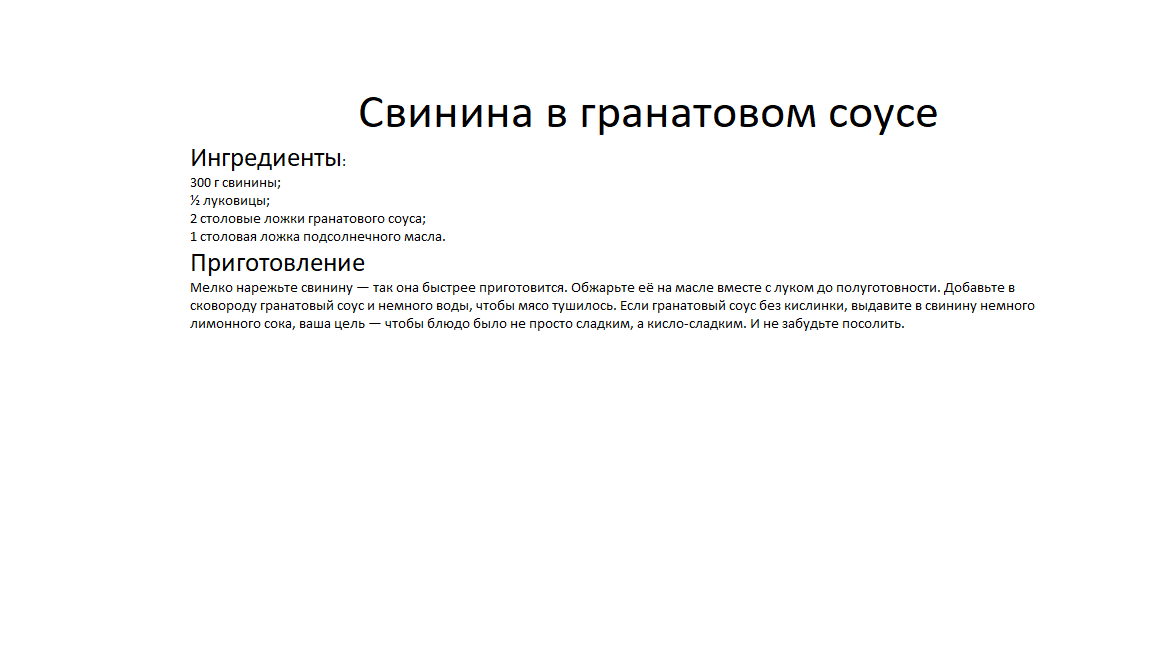 Свинина в гранатовом соусе
Ингредиенты:
300 г свинины;
½ луковицы;
2 столовые ложки гранатового соуса;
1 столовая ложка подсолнечного масла.
Приготовление
Мелко нарежьте свинину — так она быстрее приготовится. Обжарьте её на масле вместе с луком до полуготовности. Добавьте в
сковороду гранатовый соус и немного воды, чтобы мясо тушилось. Если гранатовый соус без кислинки, выдавите в свинину немного
лимонного сока, ваша цель — чтобы блюдо было не просто сладким, а кисло-сладким. И не забудьте посолить.